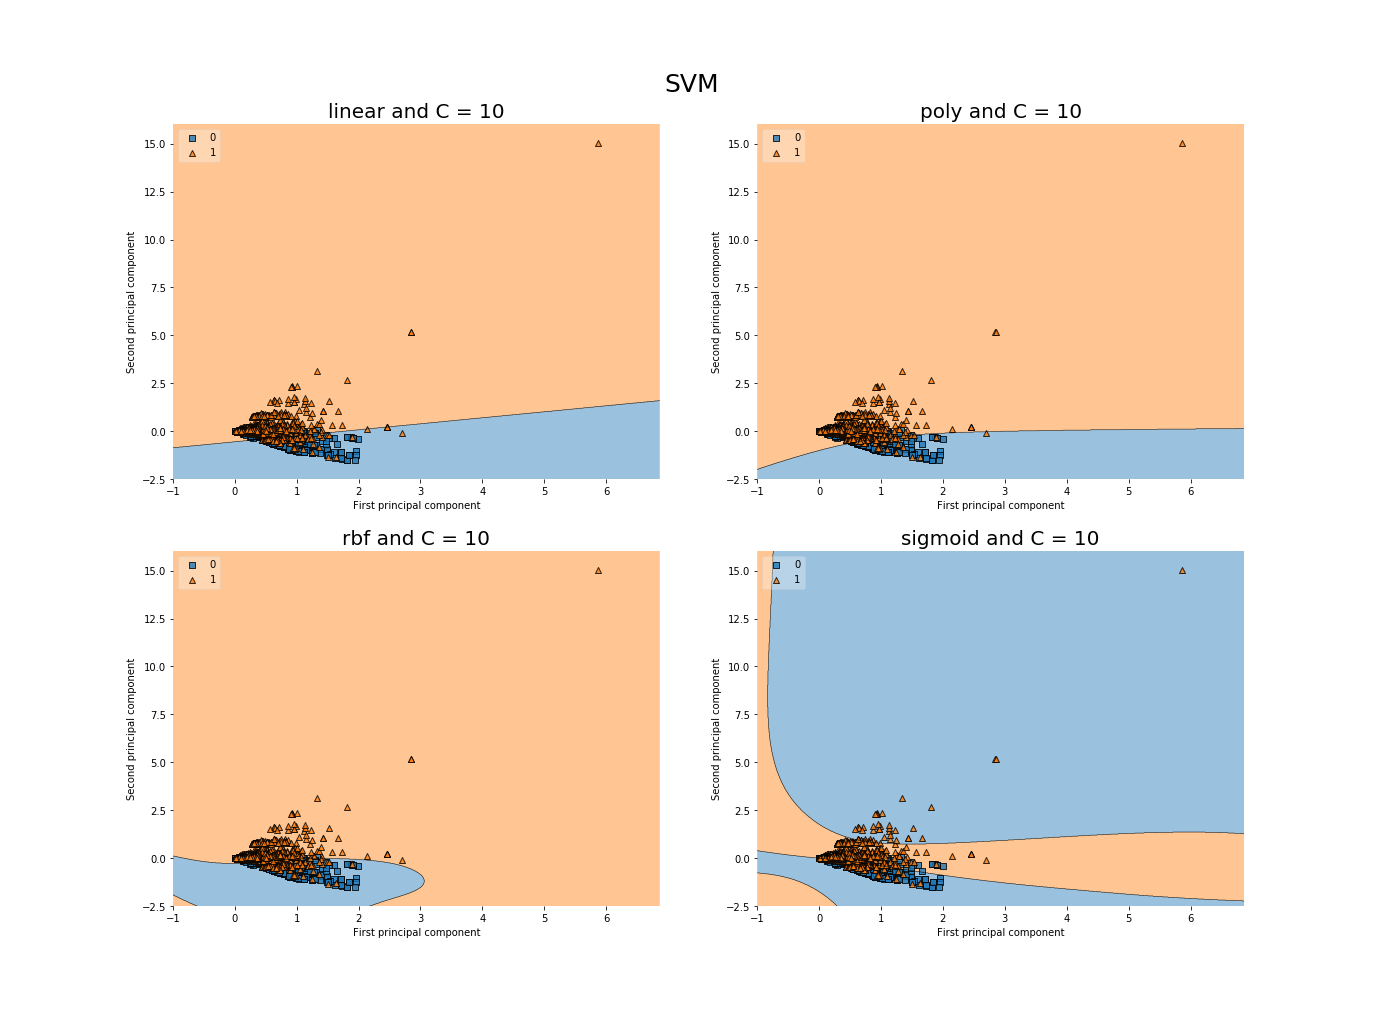 SVM
linear and C = 10
15.0
12.5
10.0
7.5
5.0
2.5
0.0
−2.5
Second principal component
0
1
−1 0 1 2 3 4 5 6
First principal component
poly and C = 10
15.0
12.5
10.0
7.5
5.0
2.5
0.0
−2.5
Second principal component
0
1
−1 0 1 2 3 4 5 6
First principal component
rbf and C = 10
15.0
12.5
10.0
7.5
5.0
2.5
0.0
−2.5
Second principal component
0
1
−1 0 1 2 3 4 5 6
First principal component
sigmoid and C = 10
15.0
12.5
10.0
7.5
5.0
2.5
0.0
−2.5
Second principal component
0
1
−1 0 1 2 3 4 5 6
First principal component